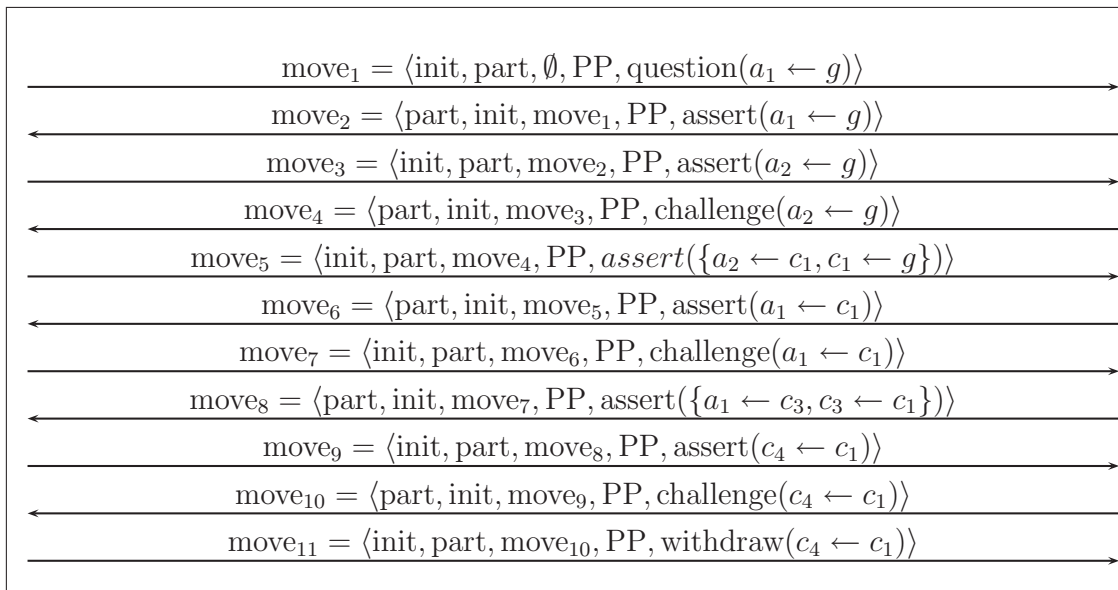 move₁ = ⟨init, part, ∅, PP, question(a₁ ← g)⟩
move₂ = ⟨part, init, move₁, PP, assert(a₁ ← g)⟩
move₃ = ⟨init, part, move₂, PP, assert(a₂ ← g)⟩
move₄ = ⟨part, init, move₃, PP, challenge(a₂ ← g)⟩
move₅ = ⟨init, part, move₄, PP, assert({a₂ ← c₁, c₁ ← g})⟩
move₆ = ⟨part, init, move₅, PP, assert(a₁ ← c₁)⟩
move₇ = ⟨init, part, move₆, PP, challenge(a₁ ← c₁)⟩
move₈ = ⟨part, init, move₇, PP, assert({a₁ ← c₃, c₃ ← c₁})⟩
move₉ = ⟨init, part, move₈, PP, assert(c₄ ← c₁)⟩
move₁₀ = ⟨part, init, move₉, PP, challenge(c₄ ← c₁)⟩
move₁₁ = ⟨init, part, move₁₀, PP, withdraw(c₄ ← c₁)⟩